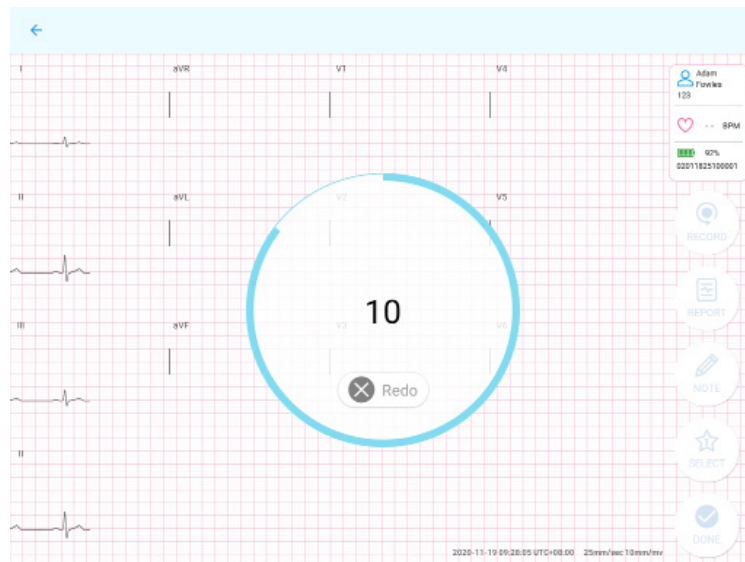 I aVR V1 V4
Adam
Fowles
123
-- BPM
92%
02011825100001
II aVL V2 V5
RECORD
REPORT
10
III aVF V3 V6
Redo
NOTE
II
SELECT
1
DONE
2020-11-19 09:28:05 UTC+08:00 25mm/sec 10mm/mv